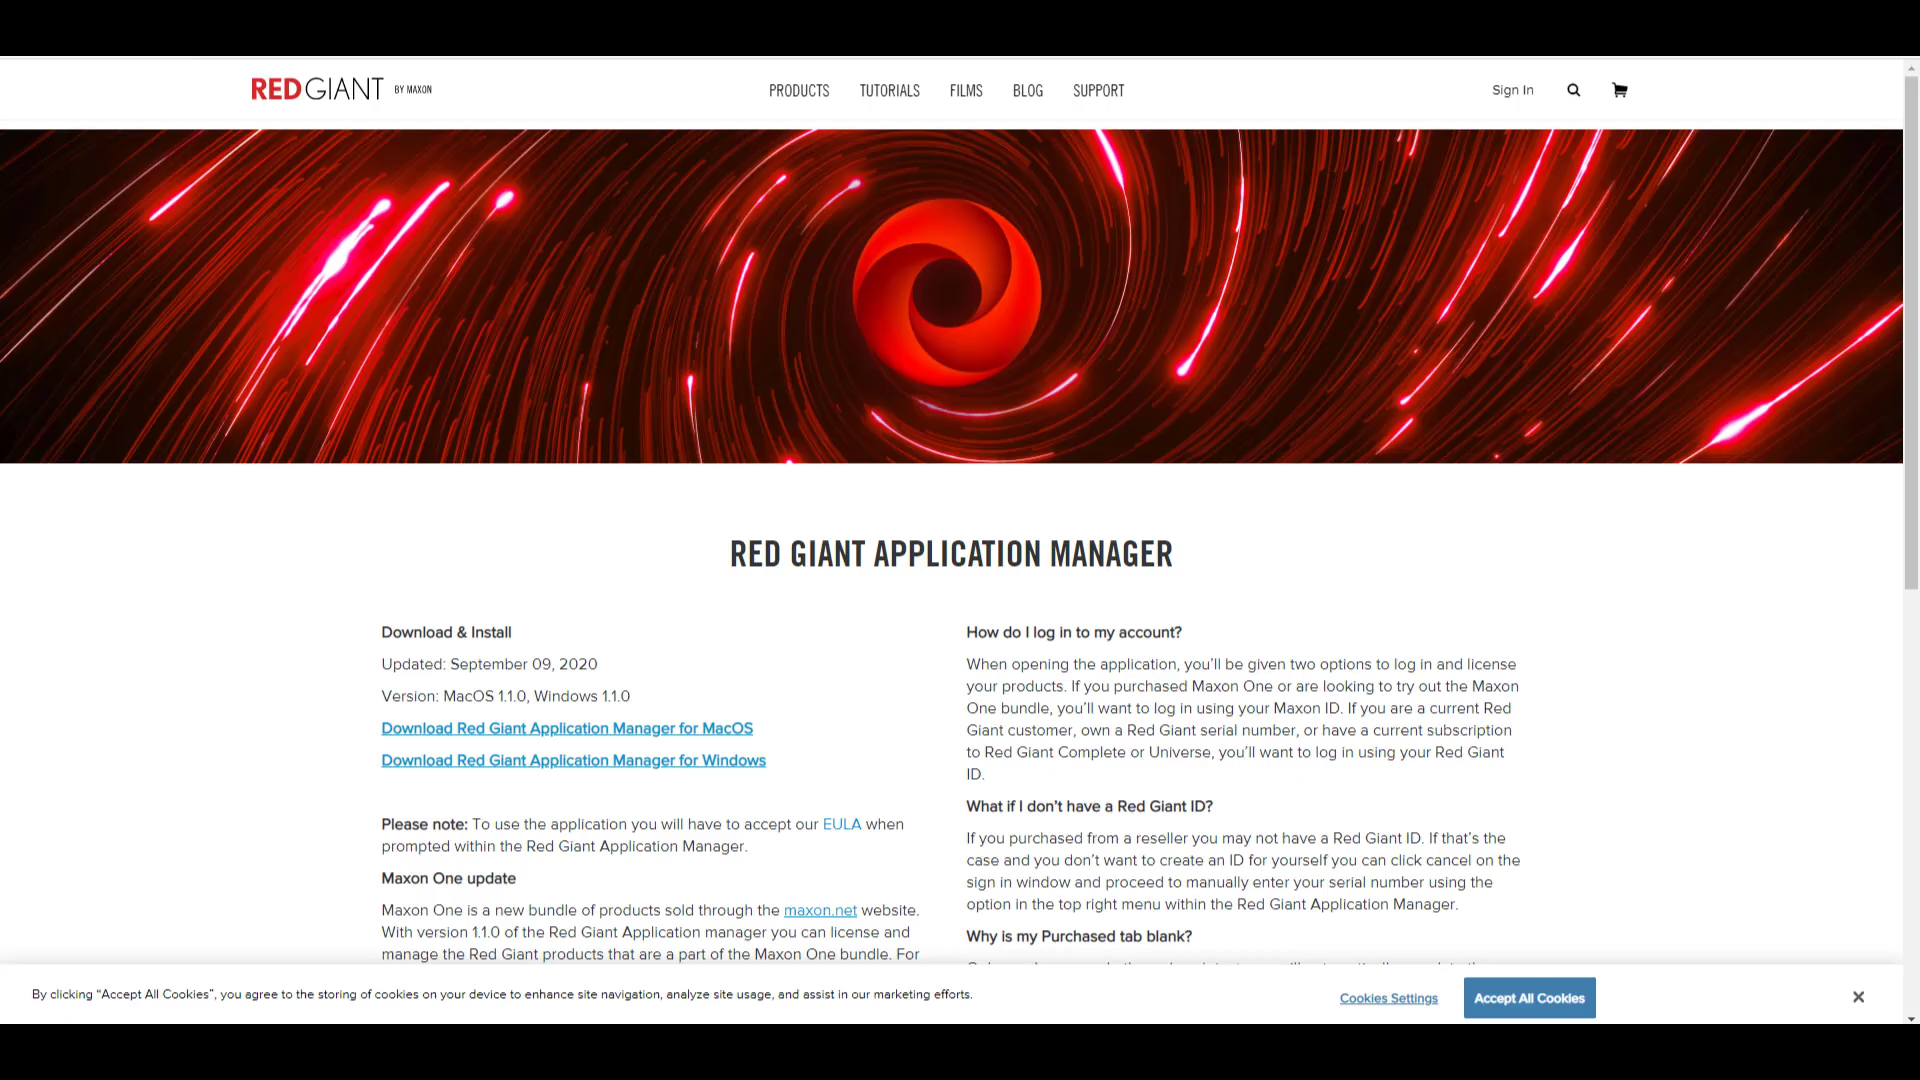 REDGIANT BY MAXON
PRODUCTS TUTORIALS FILMS BLOG SUPPORT
Sign In
RED GIANT APPLICATION MANAGER
Download & Install
Updated: September 09, 2020
Version: MacOS 1.1.0, Windows 1.1.0
Download Red Giant Application Manager for MacOS
Download Red Giant Application Manager for Windows
Please note: To use the application you will have to accept our EULA when
prompted within the Red Giant Application Manager.
Maxon One update
Maxon One is a new bundle of products sold through the maxon.net website.
With version 1.1.0 of the Red Giant Application manager you can license and
manage the Red Giant products that are a part of the Maxon One bundle. For
How do I log in to my account?
When opening the application, you’ll be given two options to log in and license
your products. If you purchased Maxon One or are looking to try out the Maxon
One bundle, you’ll want to log in using your Maxon ID. If you are a current Red
Giant customer, own a Red Giant serial number, or have a current subscription
to Red Giant Complete or Universe, you’ll want to log in using your Red Giant
ID.
What if I don’t have a Red Giant ID?
If you purchased from a reseller you may not have a Red Giant ID. If that’s the
case and you don’t want to create an ID for yourself you can click cancel on the
sign in window and proceed to manually enter your serial number using the
option in the top right menu within the Red Giant Application Manager.
Why is my Purchased tab blank?
By clicking “Accept All Cookies”, you agree to the storing of cookies on your device to enhance site navigation, analyze site usage, and assist in our marketing efforts.
Cookies Settings
Accept All Cookies